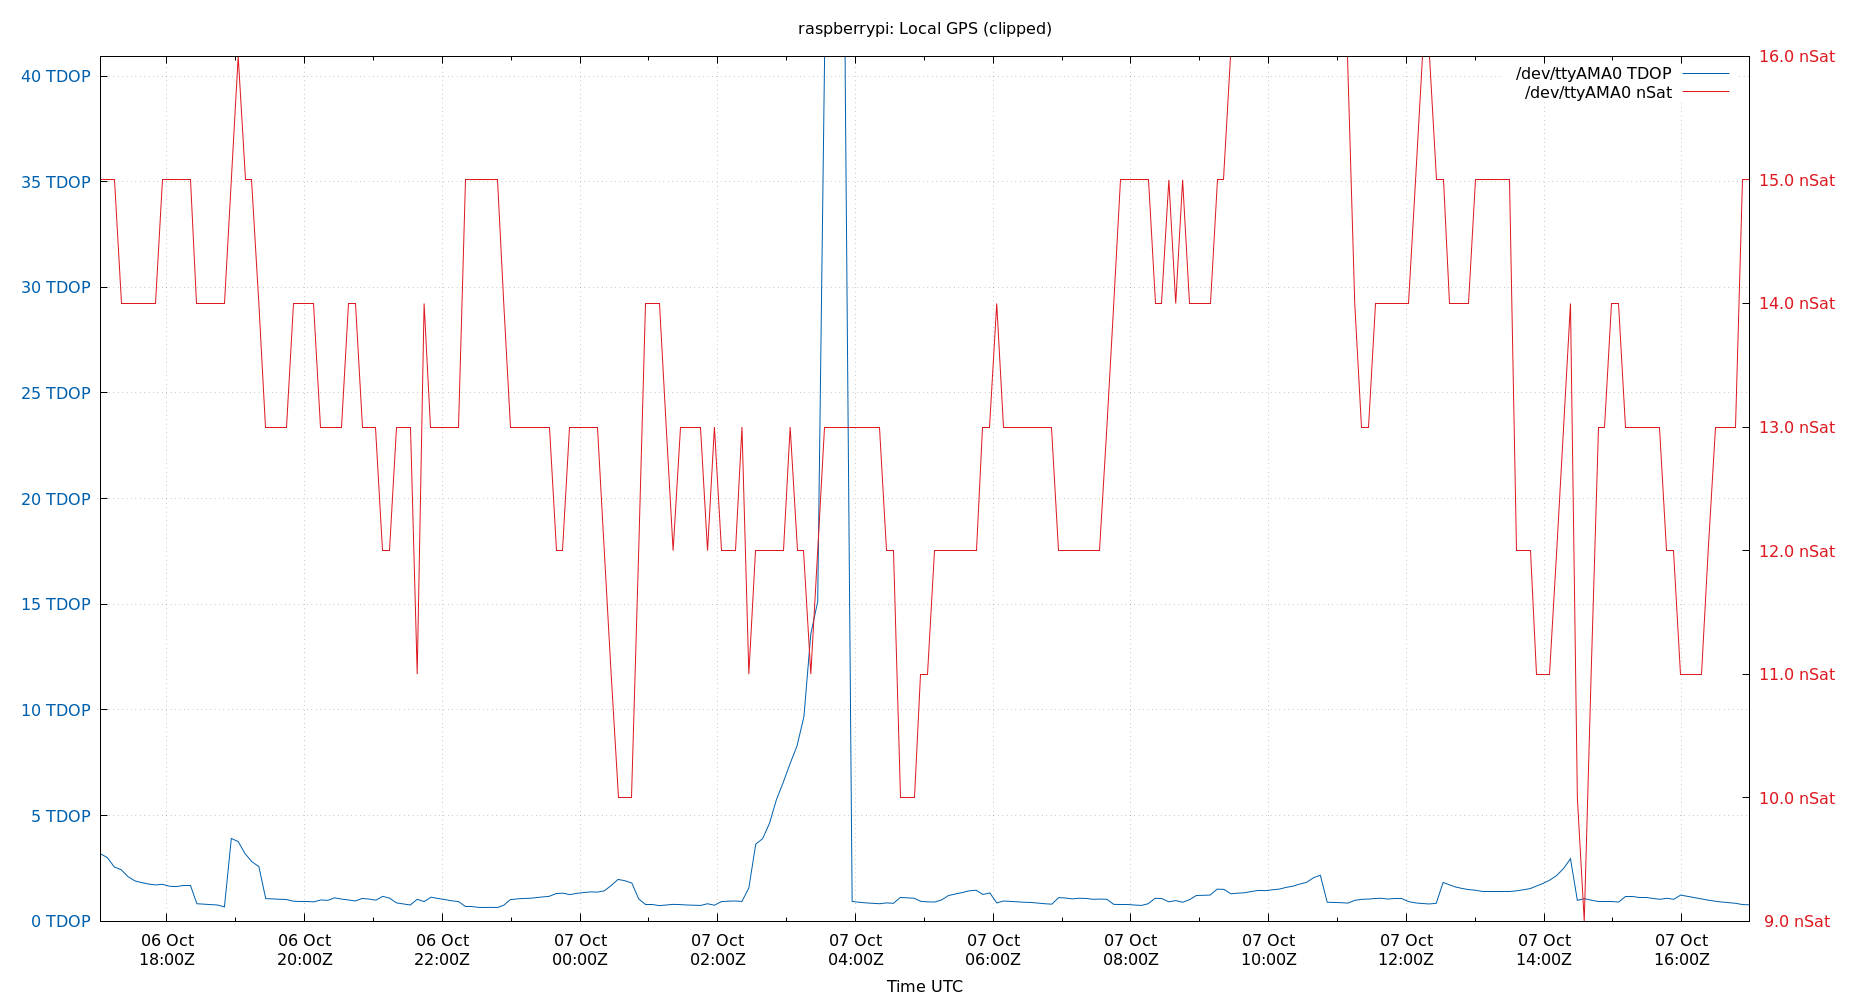 raspberrypi: Local GPS (clipped)
40 TDOP
35 TDOP
30 TDOP
25 TDOP
20 TDOP
15 TDOP
10 TDOP
5 TDOP
0 TDOP
16.0 nSat
15.0 nSat
14.0 nSat
13.0 nSat
12.0 nSat
11.0 nSat
10.0 nSat
9.0 nSat
/dev/ttyAMA0 TDOP
/dev/ttyAMA0 nSat
06 Oct
18:00Z
06 Oct
20:00Z
06 Oct
22:00Z
07 Oct
00:00Z
07 Oct
02:00Z
07 Oct
04:00Z
07 Oct
06:00Z
07 Oct
08:00Z
07 Oct
10:00Z
07 Oct
12:00Z
07 Oct
14:00Z
07 Oct
16:00Z
Time UTC